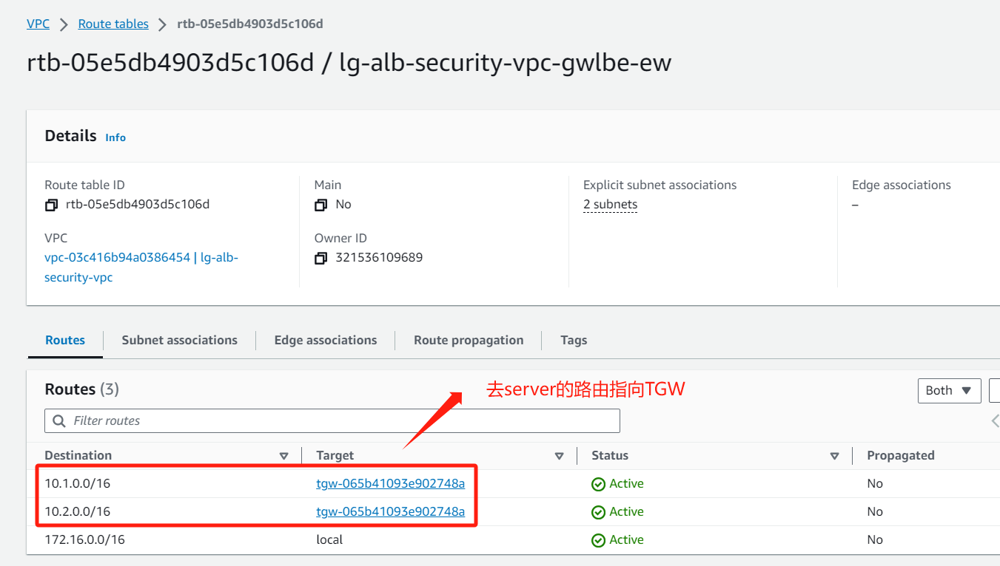 VPC > Route tables > rtb-05e5db4903d5c106d
rtb-05e5db4903d5c106d / lg-alb-security-vpc-gwlbe-ew
Details Info
Route table ID Main Explicit subnet associations Edge associations
rtb-05e5db4903d5c106d No 2 subnets –
VPC Owner ID
vpc-03c416b94a0386454 | lg-alb-
security-vpc
321536109689
Routes Subnet associations Edge associations Route propagation Tags
Routes (3) 去server的路由指向TGW Both
Filter routes
Destination Target Status Propagated
10.1.0.0/16 tgw-065b41093e902748a Active No
10.2.0.0/16 tgw-065b41093e902748a Active No
172.16.0.0/16 local Active No